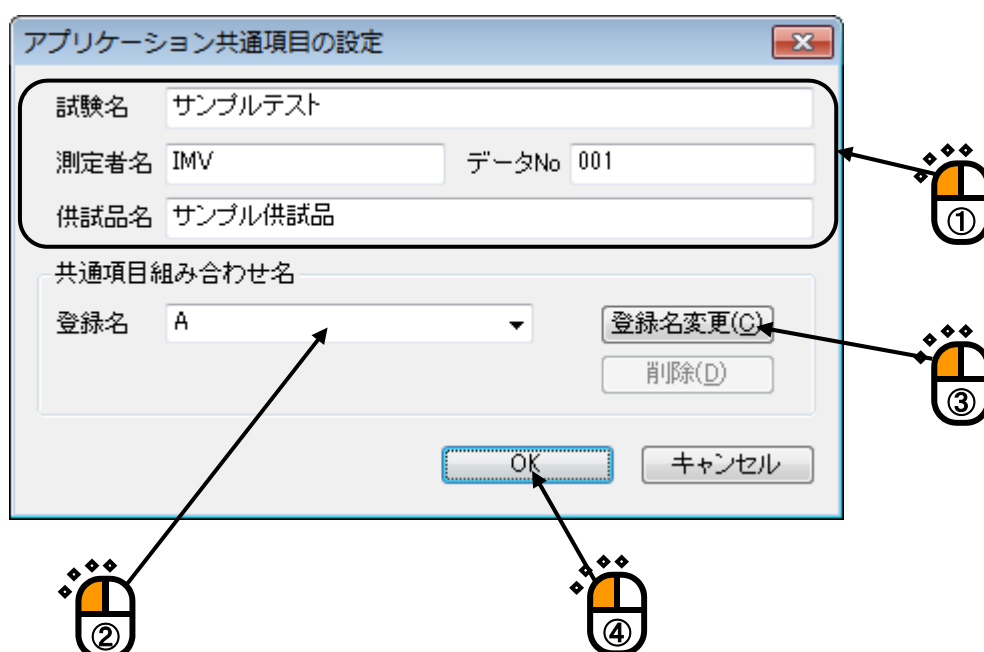 アプリケーション共通項目の設定
試験名 サンプルテスト
測定者名 IMV データNo 001
①
供試品名 サンプル供試品
共通項目組み合わせ名
登録名 A 登録名変更(C)
削除(D)
③
OK キャンセル
② ④